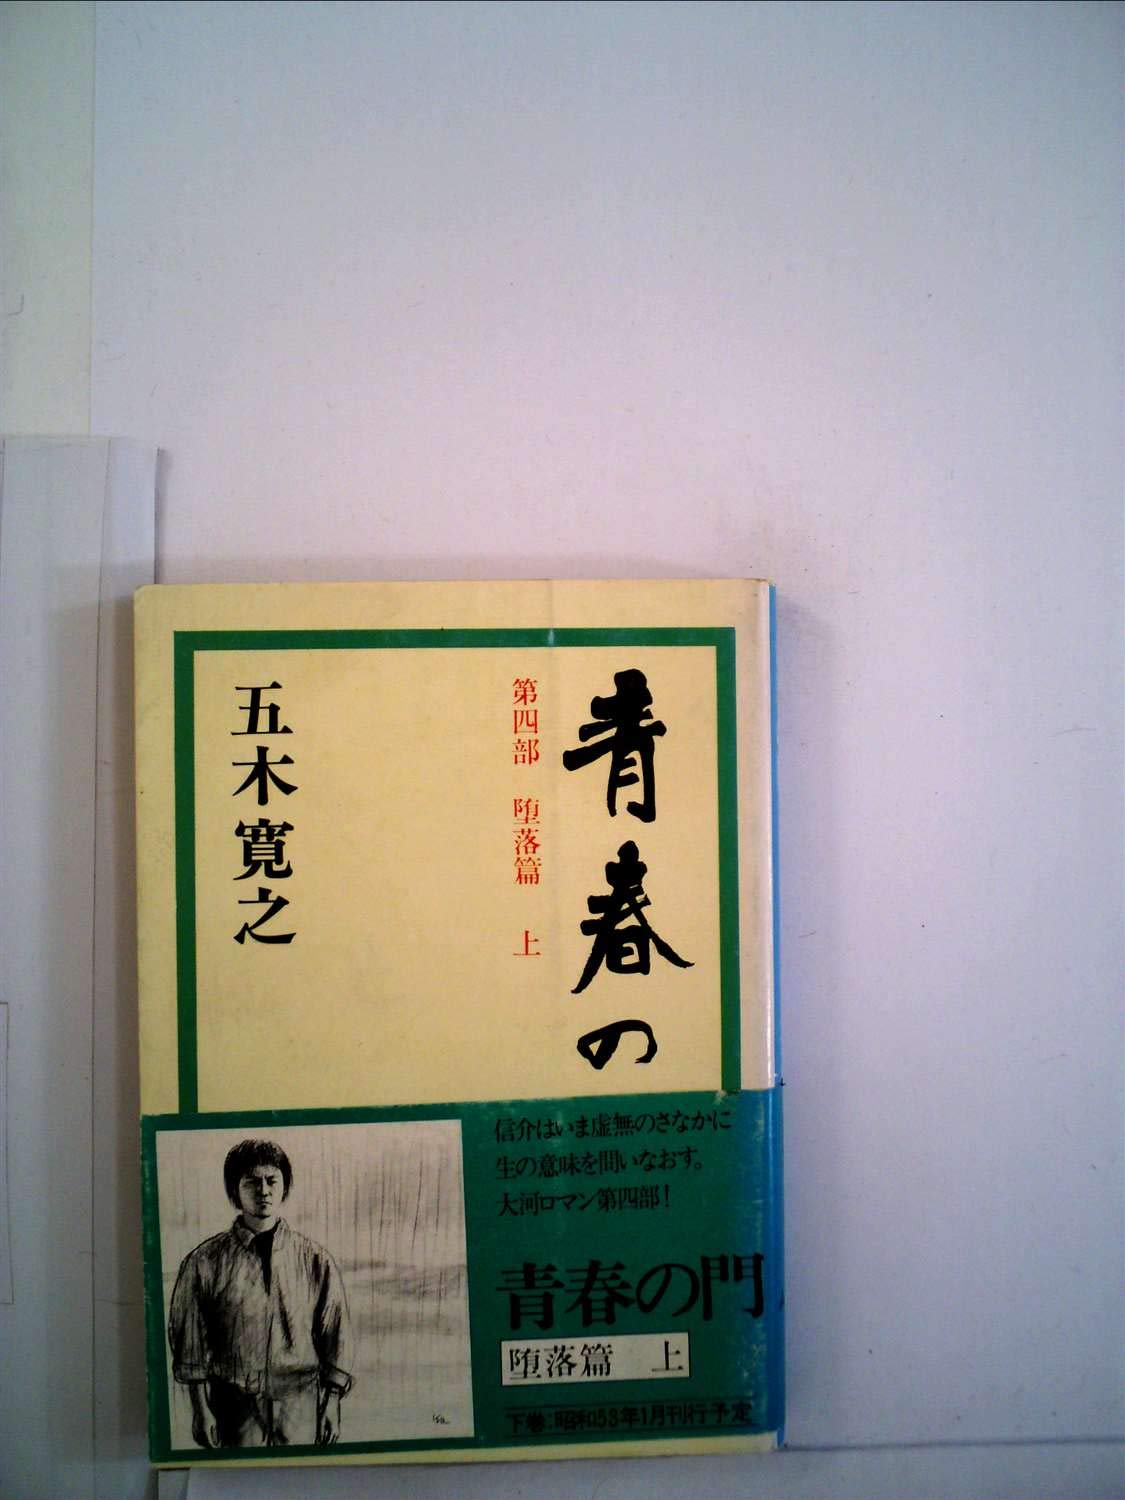 青春の
第四部 堕落篇 上
五木寛之
信介はいま虚無のさなかに
生の意味を問いなおす。
大河ロマン第四部！
青春の門
堕落篇 上
下巻：昭和53年1月刊行予定